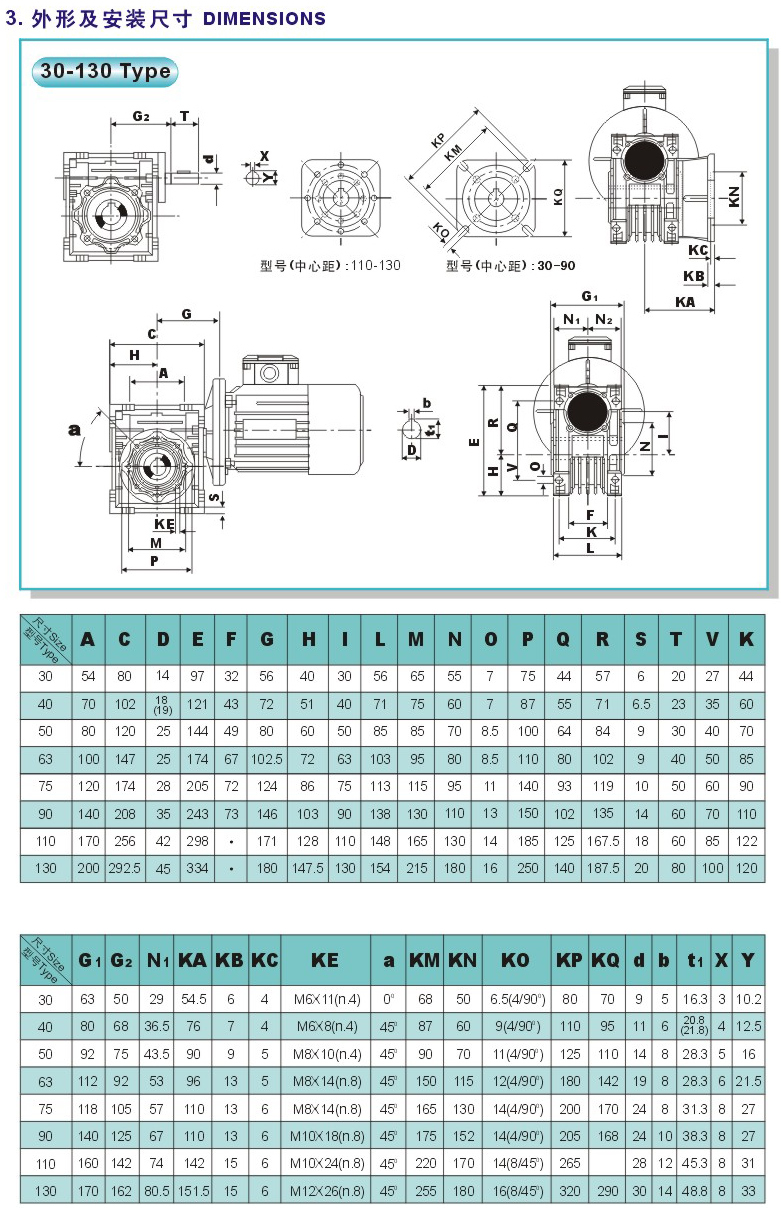 3. 外形及安装尺寸 DIMENSIONS
30-130 Type
G2 T
d
X
Y
KP
KM
KO
KQ
KN
KC
KB
KA
型号(中心距):110-130
型号(中心距):30-90
G
C
H
A
a
S
KE
M
P
b
t1
D
G1
N1 N2
E
R
Q
H
V
O
N
I
F
K
L
尺寸Size 型号Type A C D E F G H I L M N O P Q R S T V K
30 54 80 14 97 32 56 40 30 56 65 55 7 75 44 57 6 20 27 44
40 70 102 18 (19) 121 43 72 51 40 71 75 60 7 87 55 71 6.5 23 35 60
50 80 120 25 144 49 80 60 50 85 85 70 8.5 100 64 84 9 30 40 70
63 100 147 25 174 67 102.5 72 63 103 95 80 8.5 110 80 102 9 40 50 85
75 120 174 28 205 72 124 86 75 113 115 95 11 140 93 119 10 50 60 90
90 140 208 35 243 73 146 103 90 138 130 110 13 150 102 135 14 60 70 110
110 170 256 42 298 · 171 128 110 148 165 130 14 185 125 167.5 18 60 85 122
130 200 292.5 45 334 · 180 147.5 130 154 215 180 16 250 140 187.5 20 80 100 120
尺寸Size 型号Type G1 G2 N1 KA KB KC KE a KM KN KO KP KQ d b t1 X Y
30 63 50 29 54.5 6 4 M6X11(n.4) 0° 68 50 6.5(4/90°) 80 70 9 5 16.3 3 10.2
40 80 68 36.5 76 7 4 M6X8(n.4) 45° 87 60 9(4/90°) 110 95 11 6 20.8 (21.8) 4 12.5
50 92 75 43.5 90 9 5 M8X10(n.4) 45° 90 70 11(4/90°) 125 110 14 8 28.3 5 16
63 112 92 53 96 13 5 M8X14(n.8) 45° 150 115 12(4/90°) 180 142 19 8 28.3 6 21.5
75 118 105 57 110 13 6 M8X14(n.8) 45° 165 130 14(4/90°) 200 170 24 8 31.3 8 27
90 140 125 67 110 13 6 M10X18(n.8) 45° 175 152 14(4/90°) 205 168 24 10 38.3 8 27
110 160 142 74 142 15 6 M10X24(n.8) 45° 220 170 14(8/45°) 265 28 12 45.3 8 31
130 170 162 80.5 151.5 15 6 M12X26(n.8) 45° 255 180 16(8/45°) 320 290 30 14 48.8 8 33